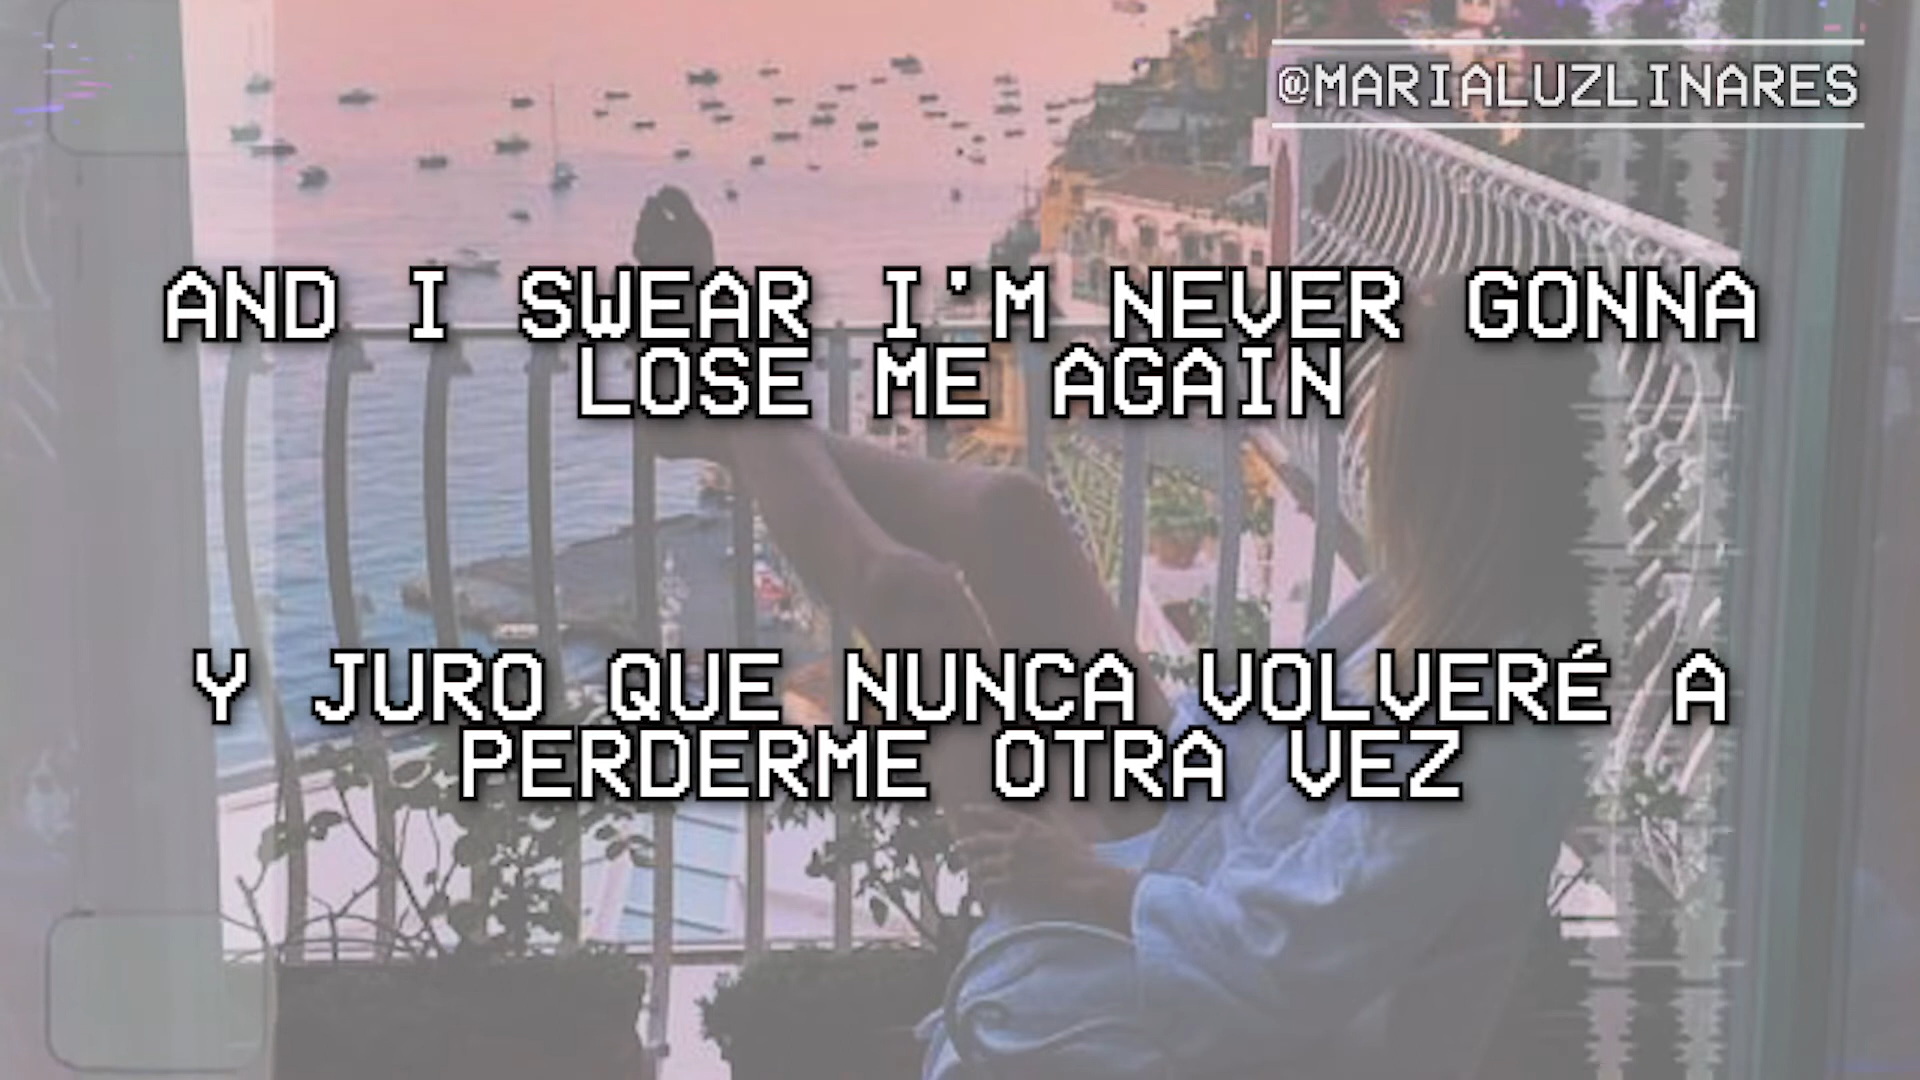 @MARIALUZLINARES
AND I SWEAR I'M NEVER GONNA
LOSE ME AGAIN
Y JURO QUE NUNCA VOLVERÉ A
PERDERME OTRA VEZ